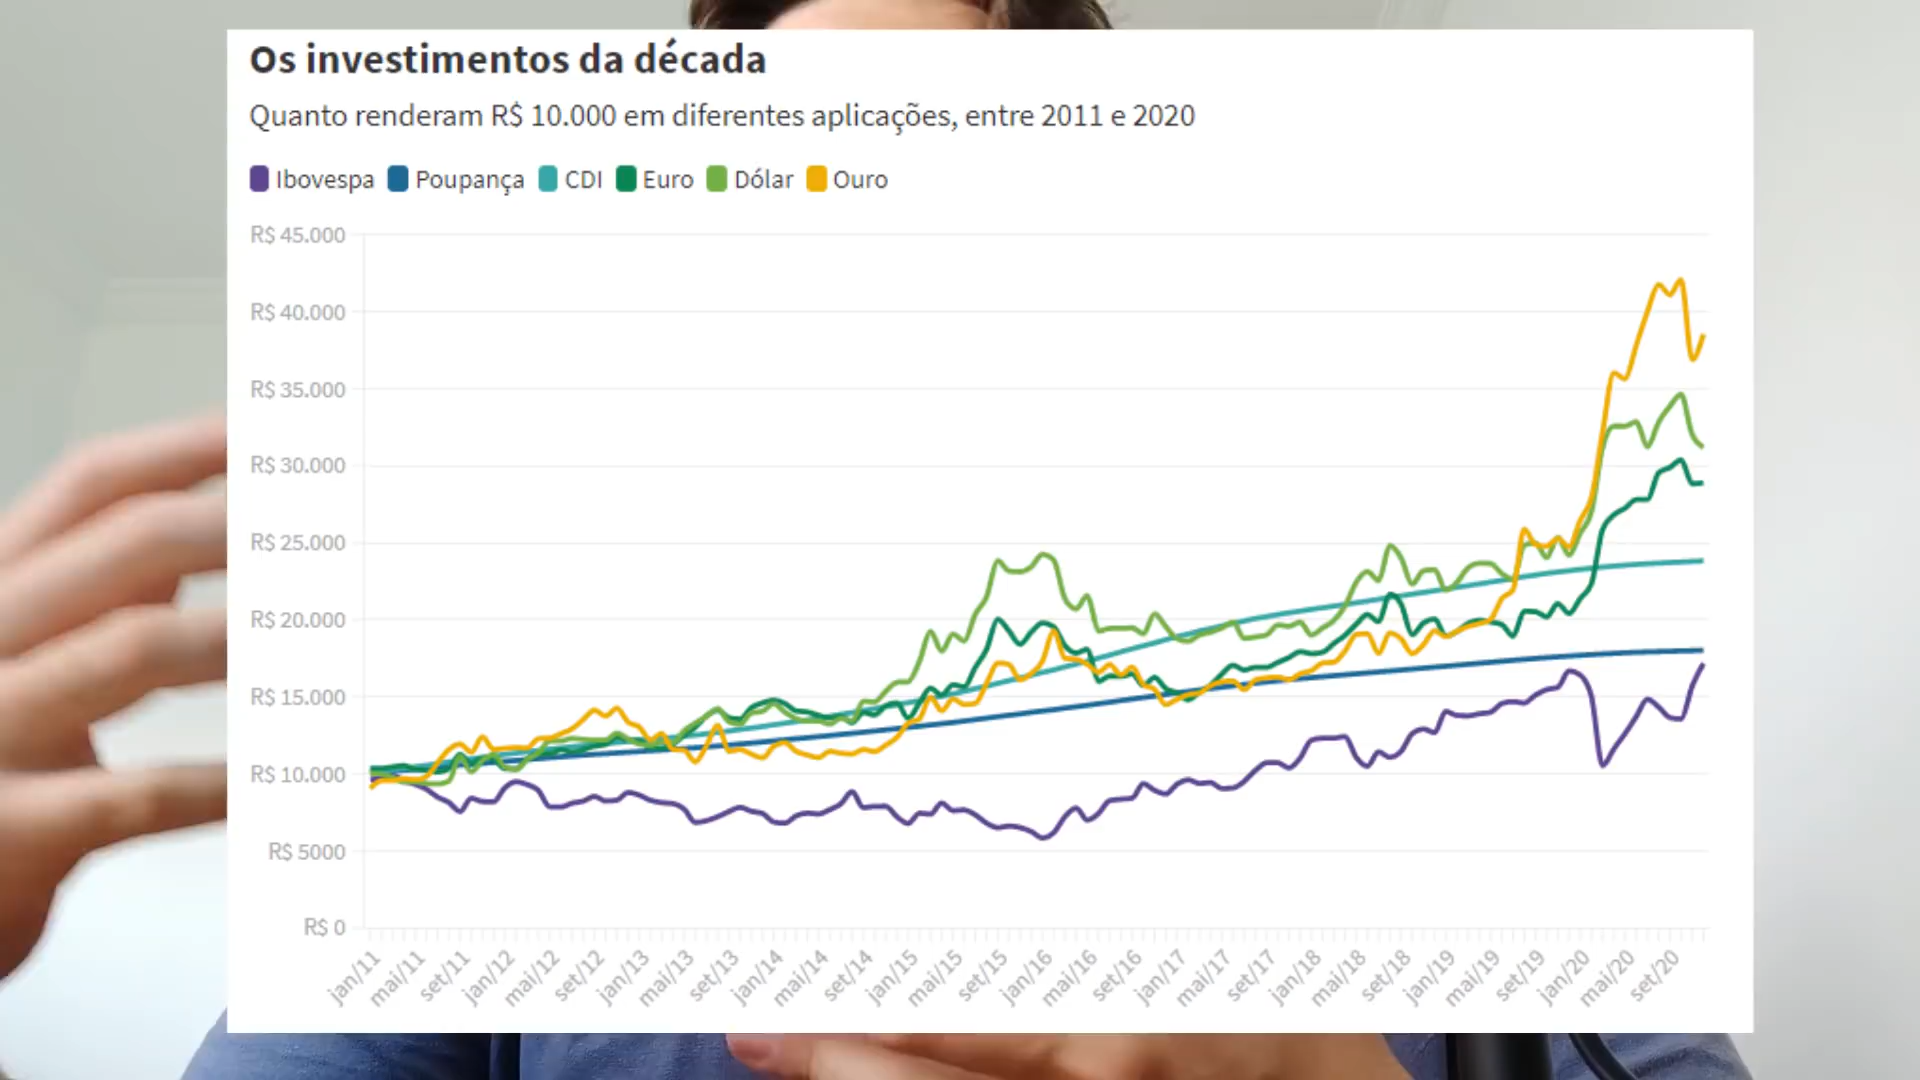 Os investimentos da década
Quanto renderam R$ 10.000 em diferentes aplicações, entre 2011 e 2020
Ibovespa Poupança CDI Euro Dólar Ouro
R$ 45.000
R$ 40.000
R$ 35.000
R$ 30.000
R$ 25.000
R$ 20.000
R$ 15.000
R$ 10.000
R$ 5000
R$ 0
jan/11 mai/11 set/11 jan/12 mai/12 set/12 jan/13 mai/13 set/13 jan/14 mai/14 set/14 jan/15 mai/15 set/15 jan/16 mai/16 set/16 jan/17 mai/17 set/17 jan/18 mai/18 set/18 jan/19 mai/19 set/19 jan/20 mai/20 set/20